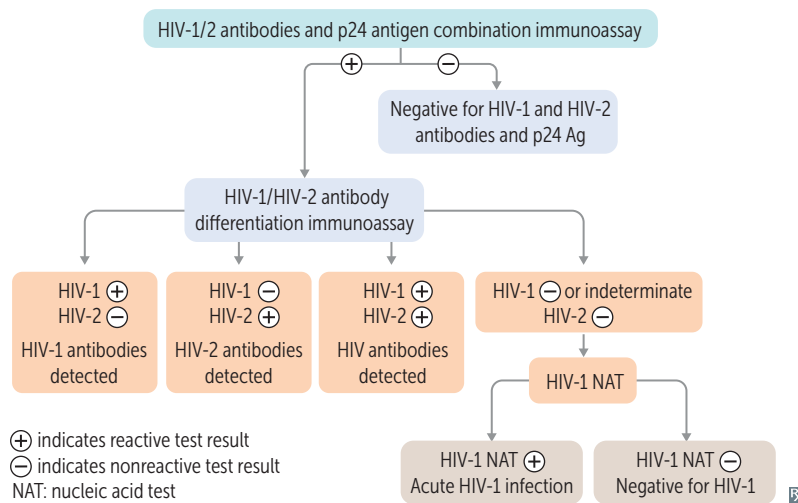 HIV-1/2 antibodies and p24 antigen combination immunoassay
+
−
Negative for HIV-1 and HIV-2
antibodies and p24 Ag
HIV-1/HIV-2 antibody
differentiation immunoassay
HIV-1 ⊕
HIV-2 ⊖
HIV-1 antibodies
detected
HIV-1 ⊖
HIV-2 ⊕
HIV-2 antibodies
detected
HIV-1 ⊕
HIV-2 ⊕
HIV antibodies
detected
HIV-1 ⊖ or indeterminate
HIV-2 ⊖
HIV-1 NAT
HIV-1 NAT ⊕
Acute HIV-1 infection
HIV-1 NAT ⊖
Negative for HIV-1
⊕ indicates reactive test result
⊖ indicates nonreactive test result
NAT: nucleic acid test